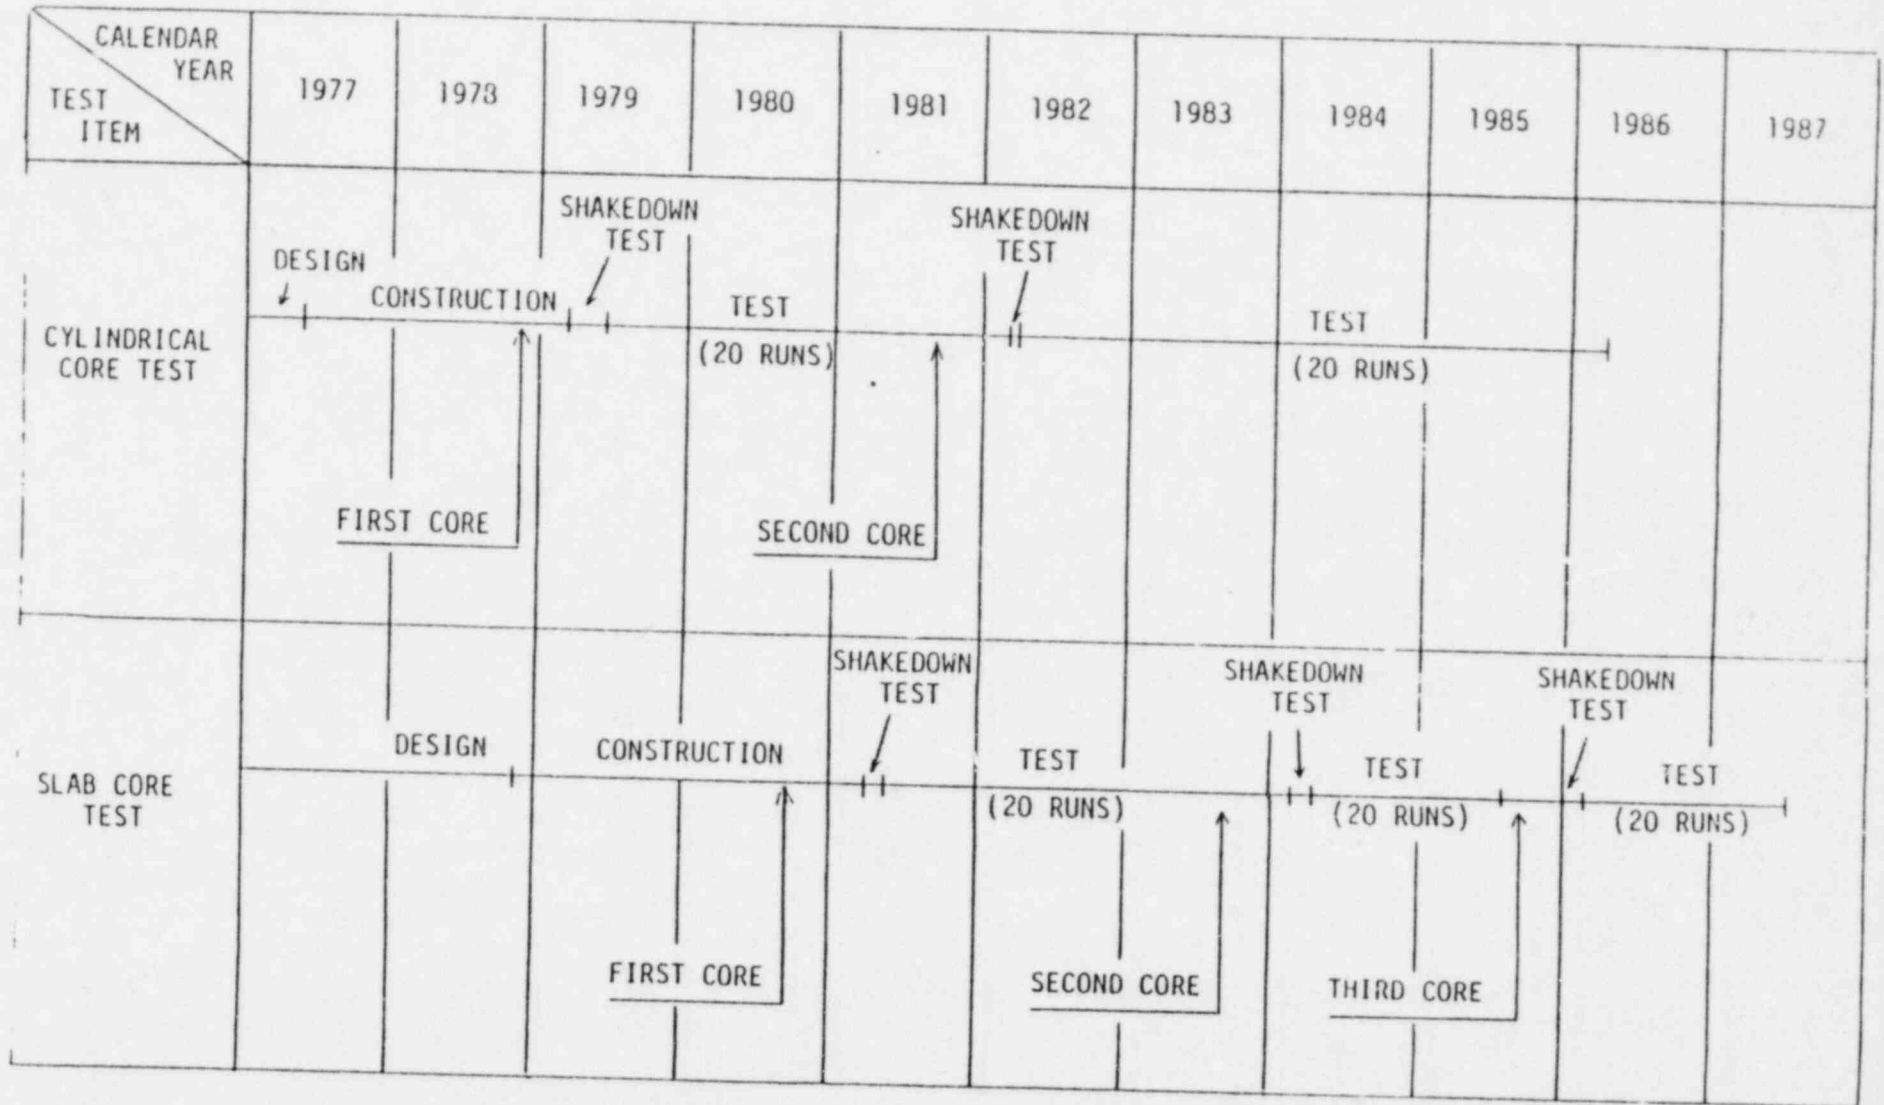 CALENDAR
YEAR
TEST
ITEM
1977
1978
1979
1980
1981
1982
1983
1984
1985
1986
1987
CYLINDRICAL
CORE TEST
DESIGN
CONSTRUCTION
SHAKEDOWN
TEST
TEST
(20 RUNS)
SHAKEDOWN
TEST
TEST
(20 RUNS)
FIRST CORE
SECOND CORE
SLAB CORE
TEST
DESIGN
CONSTRUCTION
SHAKEDOWN
TEST
TEST
(20 RUNS)
SHAKEDOWN
TEST
TEST
(20 RUNS)
SHAKEDOWN
TEST
TEST
(20 RUNS)
FIRST CORE
SECOND CORE
THIRD CORE